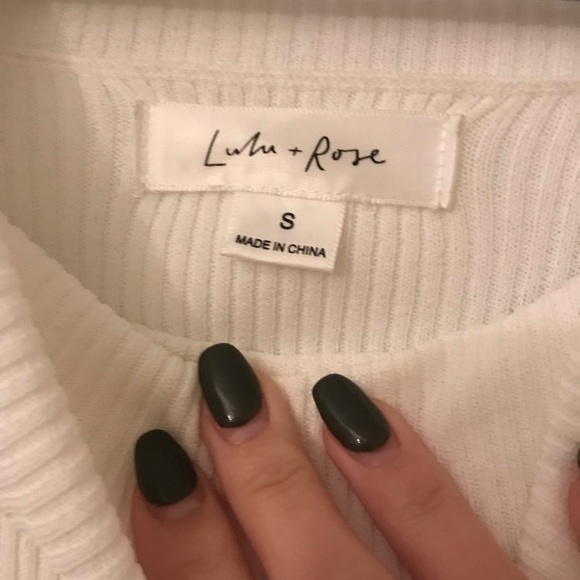 Lulu + Rose
S
MADE IN CHINA